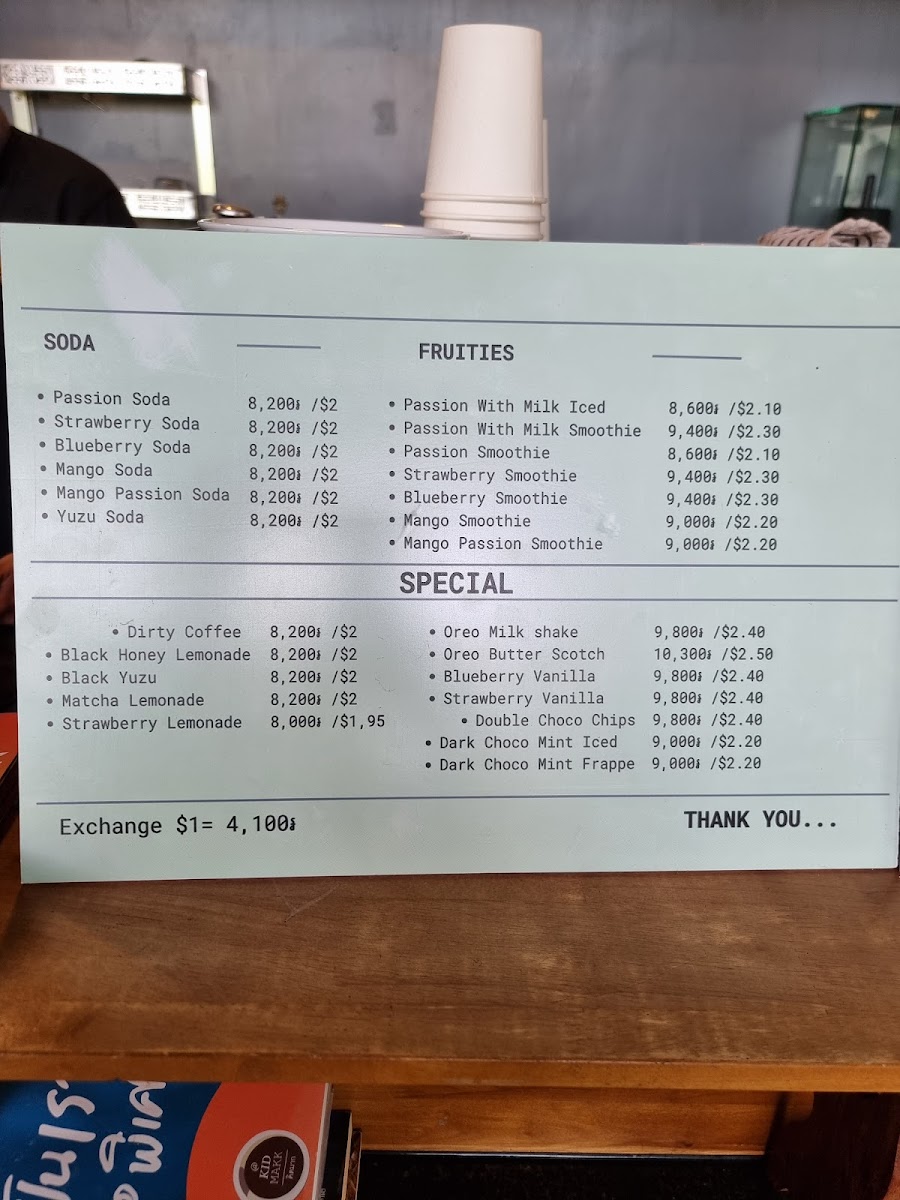 SODA
• Passion Soda 8,200៛ /$2
• Strawberry Soda 8,200៛ /$2
• Blueberry Soda 8,200៛ /$2
• Mango Soda 8,200៛ /$2
• Mango Passion Soda 8,200៛ /$2
• Yuzu Soda 8,200៛ /$2
FRUITIES
• Passion With Milk Iced 8,600៛ /$2.10
• Passion With Milk Smoothie 9,400៛ /$2.30
• Passion Smoothie 8,600៛ /$2.10
• Strawberry Smoothie 9,400៛ /$2.30
• Blueberry Smoothie 9,400៛ /$2.30
• Mango Smoothie 9,000៛ /$2.20
• Mango Passion Smoothie 9,000៛ /$2.20
SPECIAL
• Dirty Coffee 8,200៛ /$2
• Black Honey Lemonade 8,200៛ /$2
• Black Yuzu 8,200៛ /$2
• Matcha Lemonade 8,200៛ /$2
• Strawberry Lemonade 8,000៛ /$1,95
• Oreo Milk shake 9,800៛ /$2.40
• Oreo Butter Scotch 10,300៛ /$2.50
• Blueberry Vanilla 9,800៛ /$2.40
• Strawberry Vanilla 9,800៛ /$2.40
• Double Choco Chips 9,800៛ /$2.40
• Dark Choco Mint Iced 9,000៛ /$2.20
• Dark Choco Mint Frappe 9,000៛ /$2.20
Exchange $1= 4,100៛
THANK YOU...
@
KID
MAKK
คิดมาก